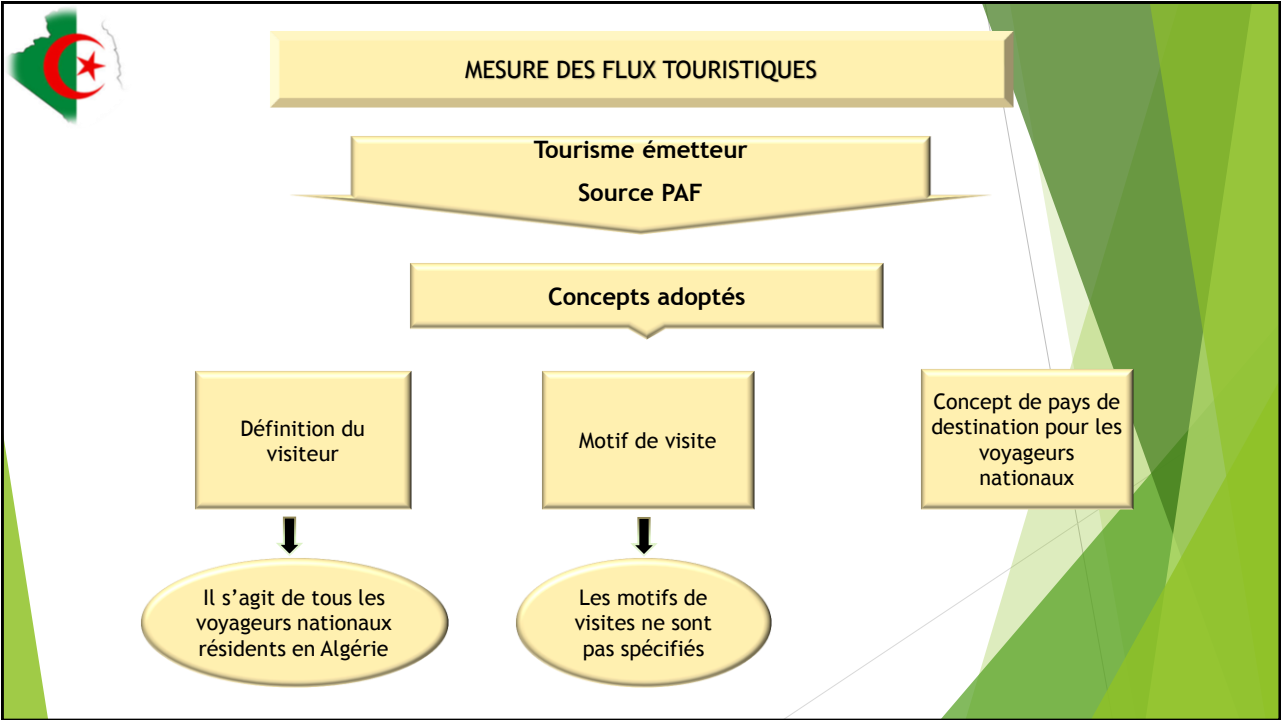 MESURE DES FLUX TOURISTIQUES
Tourisme émetteur
Source PAF
Concepts adoptés
Définition du
visiteur
Motif de visite
Concept de pays de
destination pour les
voyageurs
nationaux
Il s’agit de tous les
voyageurs nationaux
résidents en Algérie
Les motifs de
visites ne sont
pas spécifiés